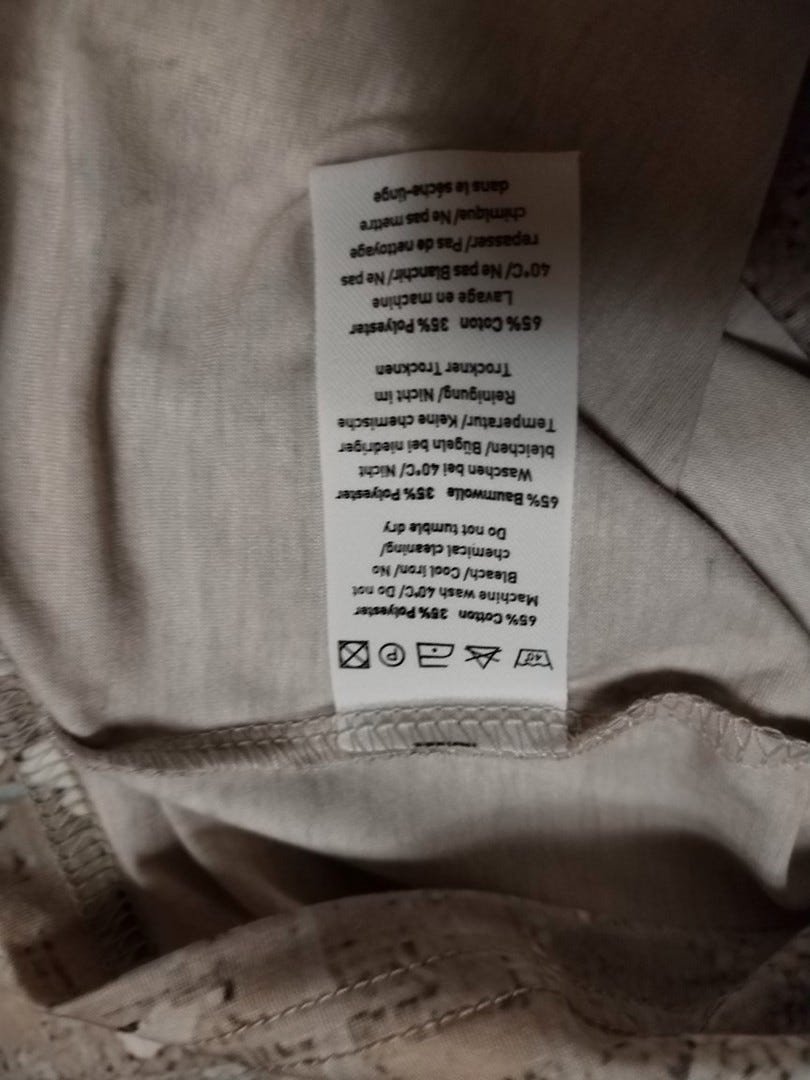 40°
P
65% Cotton 35% Polyester
Machine wash 40°C/ Do not
Bleach/ Cool iron/ No
chemical cleaning/
Do not tumble dry
65% Baumwolle 35% Polyester
Waschen bei 40°C/ Nicht
bleichen/ Bügeln bei niedriger
Temperatur/ Keine chemische
Reinigung/ Nicht im
Trockner Trocknen
65% Coton 35% Polyester
Lavage en machine
40°C/ Ne pas Blanchir/ Ne pas
repasser/ Pas de nettoyage
chimique/ Ne pas mettre
dans le séche-linge